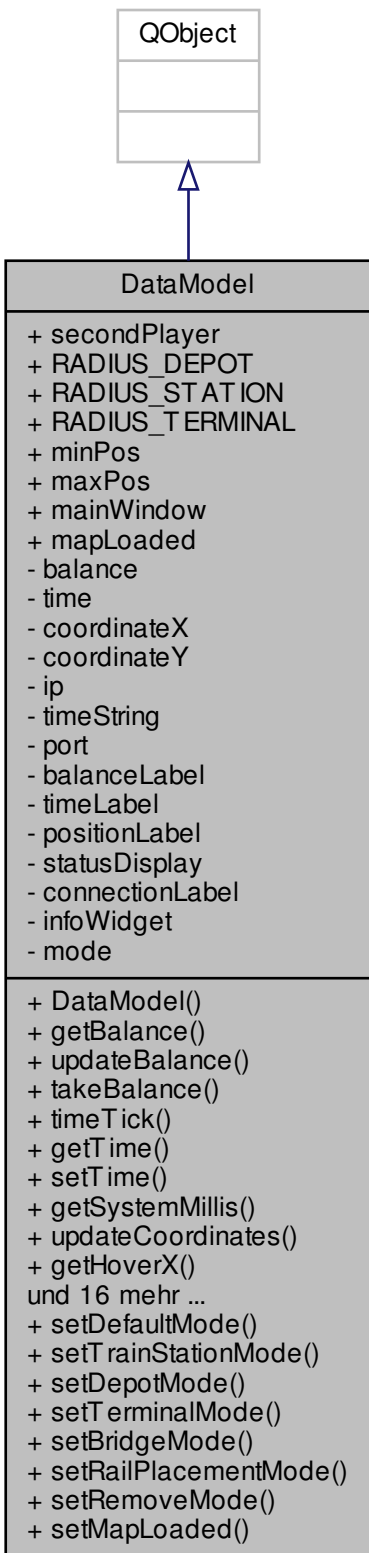 QObject
DataModel
+ secondPlayer
+ RADIUS_DEPOT
+ RADIUS_STATION
+ RADIUS_TERMINAL
+ minPos
+ maxPos
+ mainWindow
+ mapLoaded
- balance
- time
- coordinateX
- coordinateY
- ip
- timeString
- port
- balanceLabel
- timeLabel
- positionLabel
- statusDisplay
- connectionLabel
- infoWidget
- mode
+ DataModel()
+ getBalance()
+ updateBalance()
+ takeBalance()
+ timeTick()
+ getTime()
+ setTime()
+ getSystemMillis()
+ updateCoordinates()
+ getHoverX()
und 16 mehr ...
+ setDefaultMode()
+ setTrainStationMode()
+ setDepotMode()
+ setTerminalMode()
+ setBridgeMode()
+ setRailPlacementMode()
+ setRemoveMode()
+ setMapLoaded()